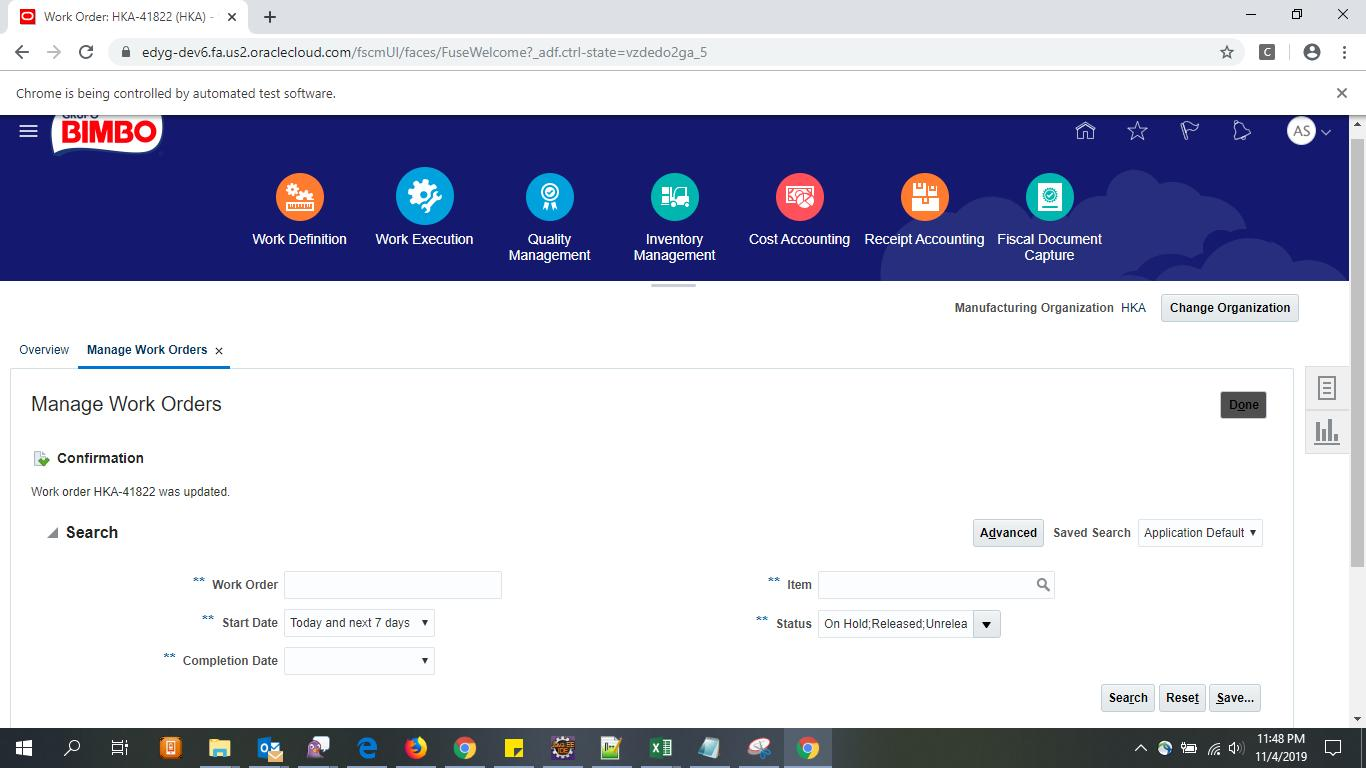 Work Order: HKA-41822 (HKA) -
edyg-dev6.fa.us2.oraclecloud.com/fscmUI/faces/FuseWelcome?_adf.ctrl-state=vzdedo2ga_5
Chrome is being controlled by automated test software.
GRUPO
BIMBO
AS
Work Definition
Work Execution
Quality Management
Inventory Management
Cost Accounting
Receipt Accounting
Fiscal Document Capture
Manufacturing Organization HKA Change Organization
Overview Manage Work Orders
Manage Work Orders
Done
Confirmation
Work order HKA-41822 was updated.
Search
Advanced Saved Search Application Default
** Work Order
** Item
** Start Date Today and next 7 days
** Status On Hold;Released;Unrelea
** Completion Date
Search Reset Save...
11:48 PM
11/4/2019